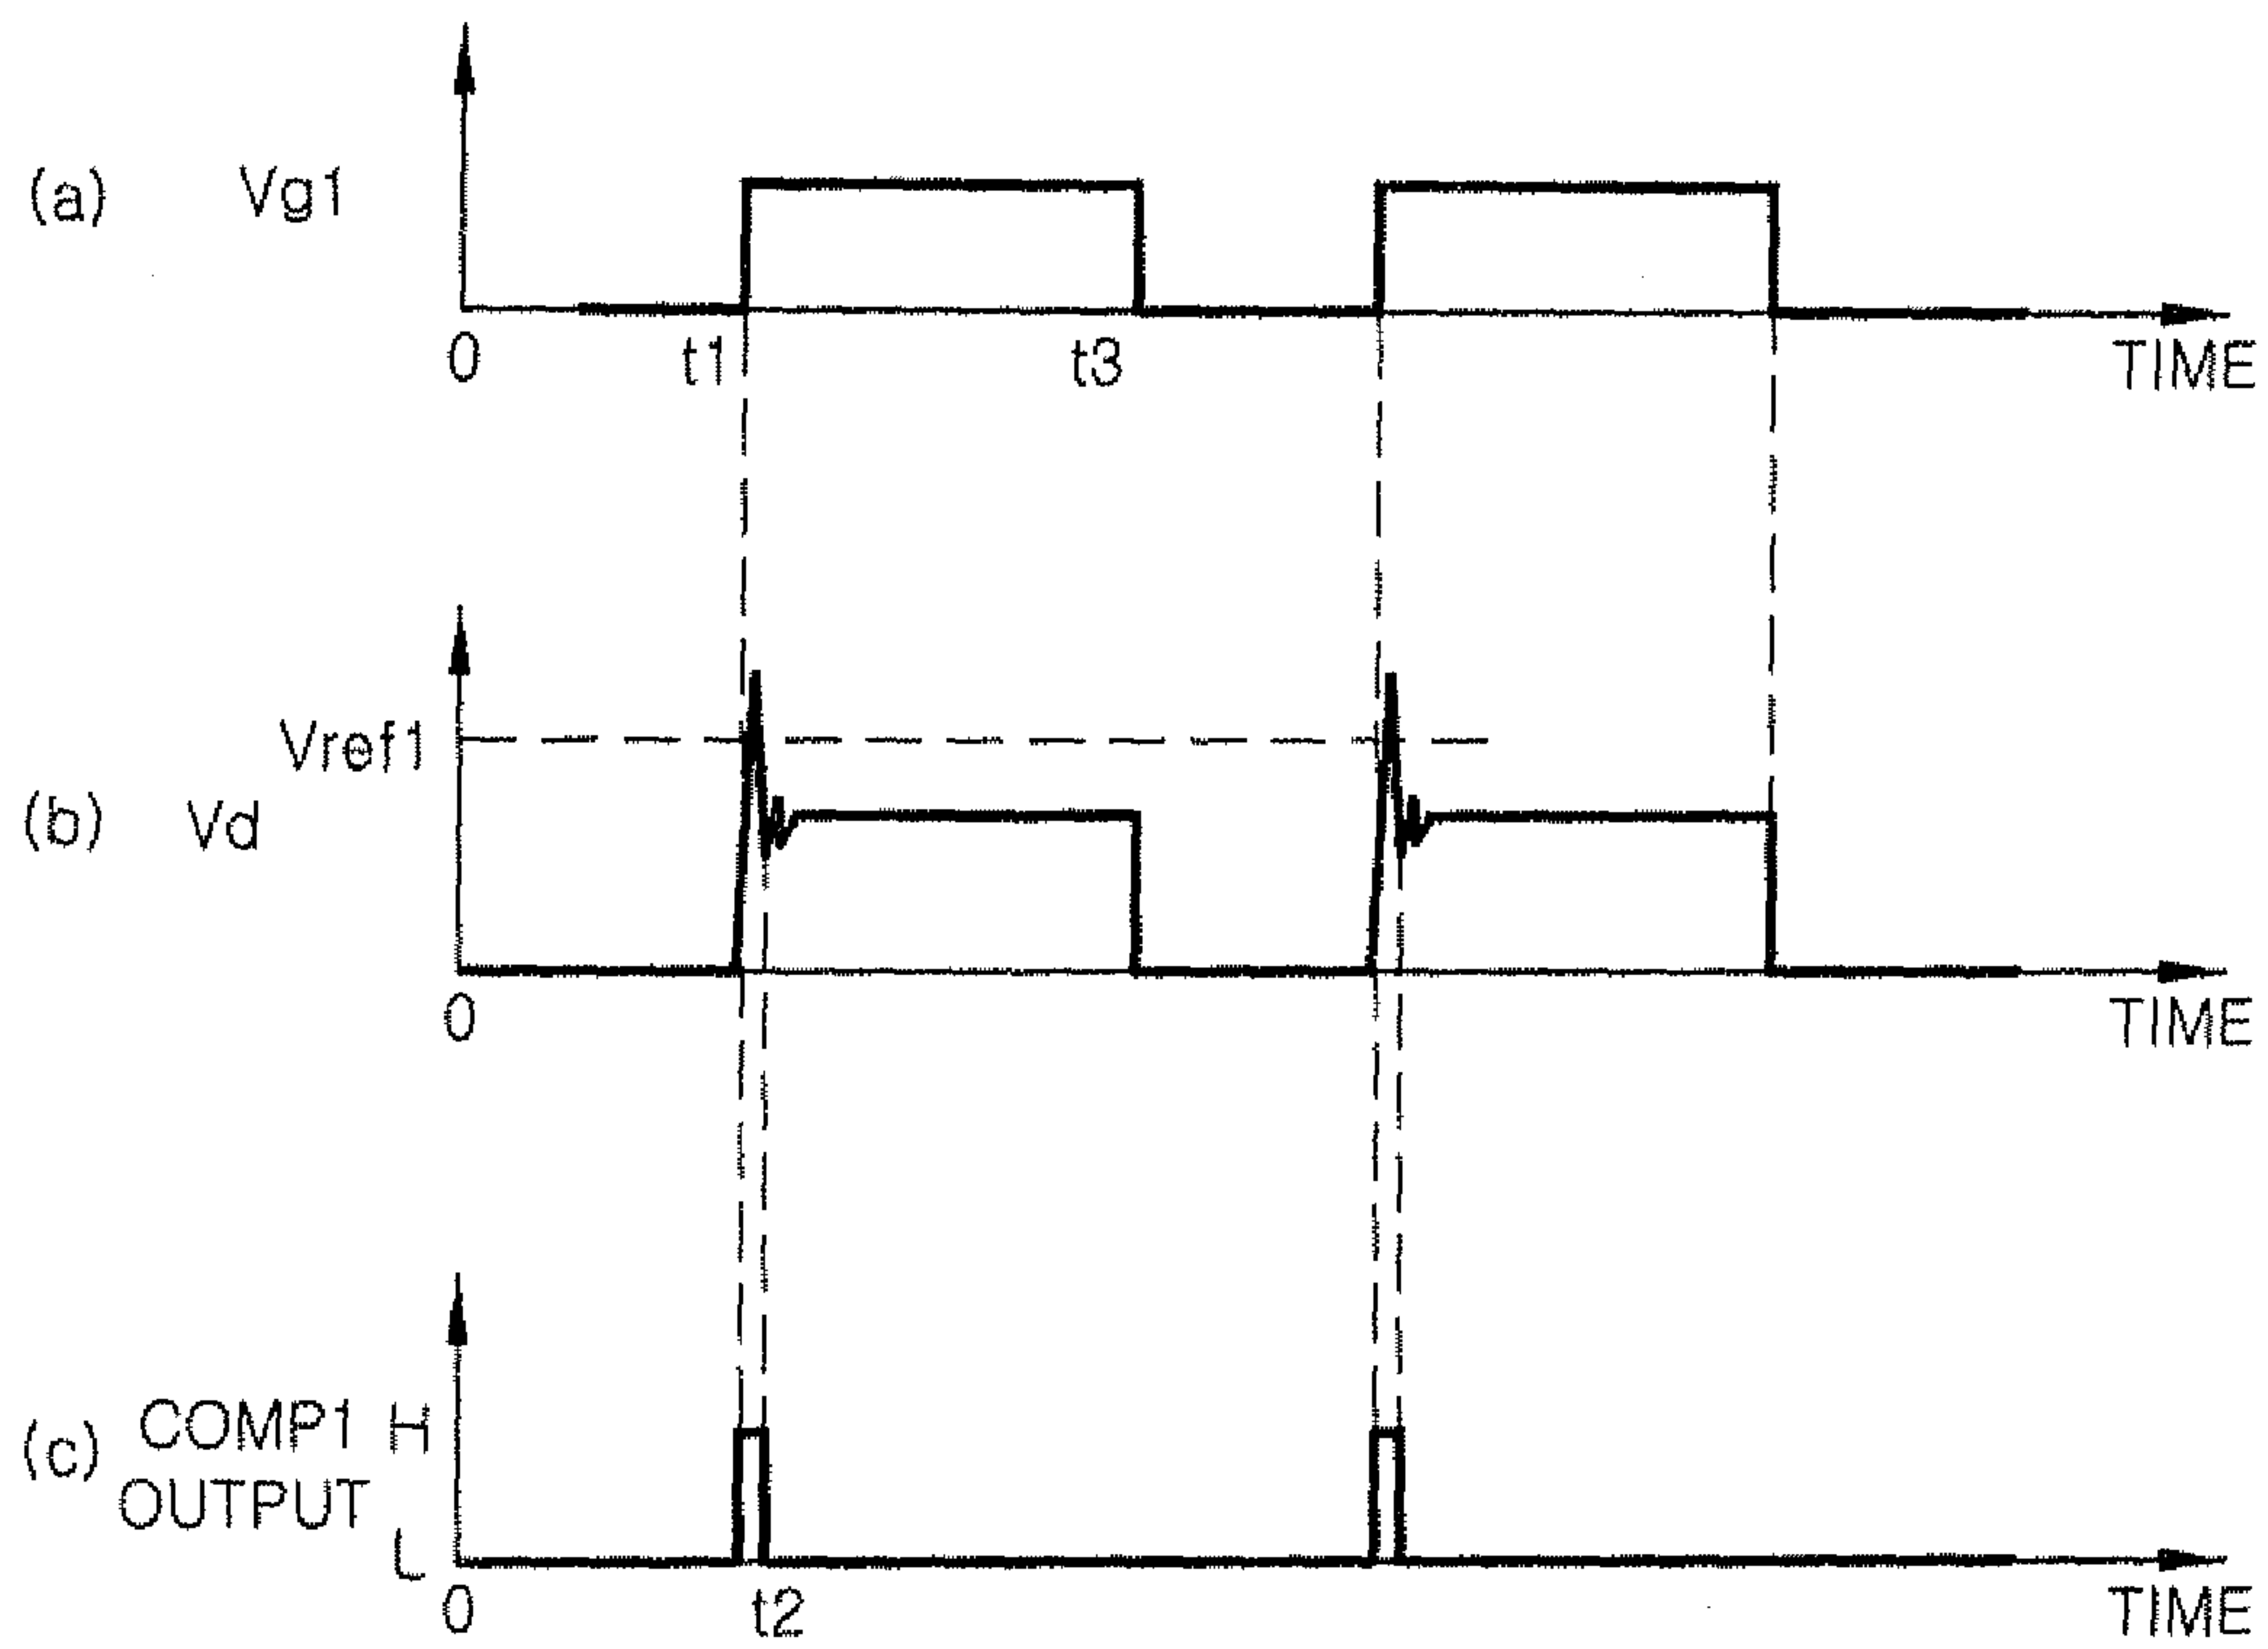 (a) Vg1
0 t1 t3 TIME
Vref1
(b) Vd
0 TIME
(c) COMP1 H
OUTPUT
L
0 t2 TIME